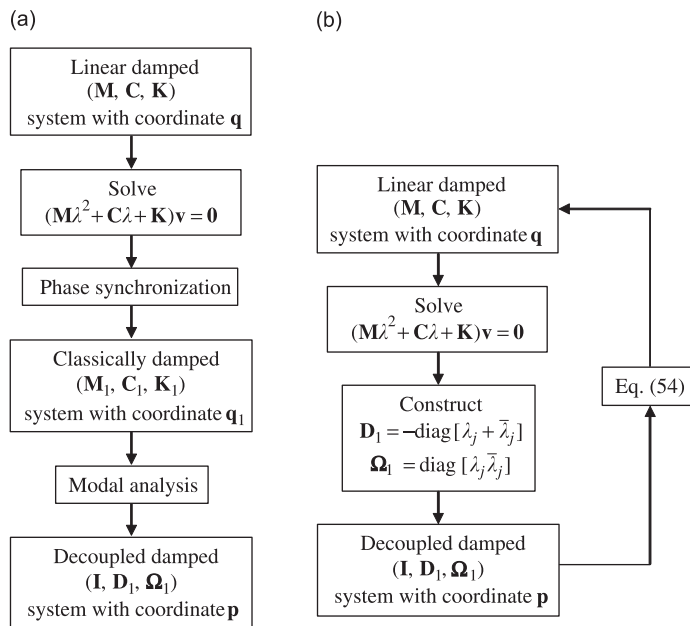 (a)
Linear damped
(M, C, K)
system with coordinate q
Solve
(Mλ²+Cλ+K)v = 0
Phase synchronization
Classically damped
(M₁, C₁, K₁)
system with coordinate q₁
Modal analysis
Decoupled damped
(I, D₁, Ω₁)
system with coordinate p
(b)
Linear damped
(M, C, K)
system with coordinate q
Solve
(Mλ²+Cλ+K)v = 0
Construct
D₁ = −diag [λⱼ + λ̄ⱼ]
Ω₁ = diag [λⱼλ̄ⱼ]
Decoupled damped
(I, D₁, Ω₁)
system with coordinate p
Eq. (54)